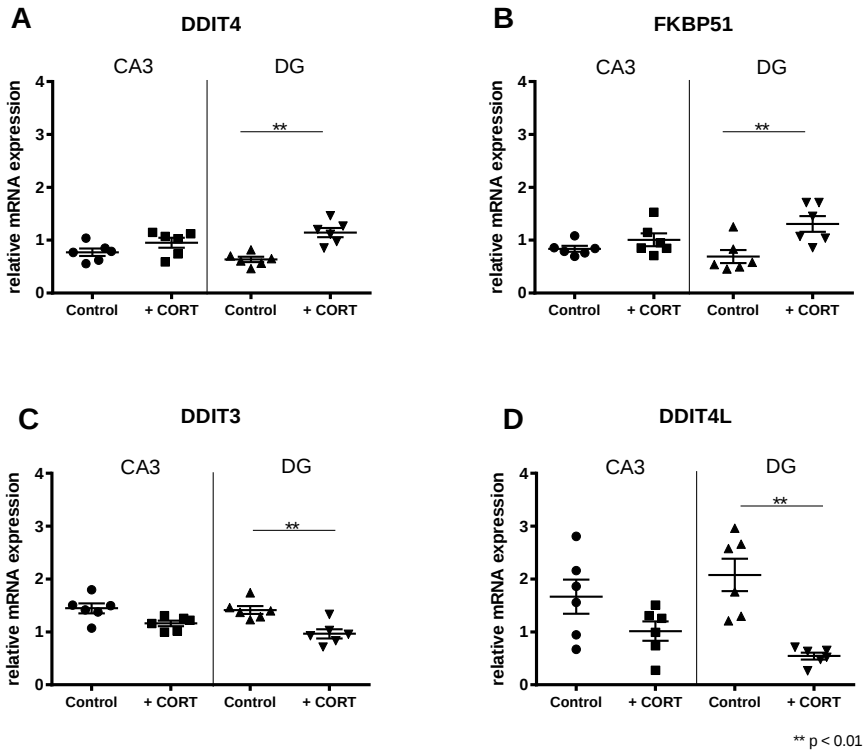 A
DDIT4
CA3
DG
relative mRNA expression
4
3
2
1
0
**
Control
+ CORT
Control
+ CORT
B
FKBP51
CA3
DG
relative mRNA expression
4
3
2
1
0
**
Control
+ CORT
Control
+ CORT
C
DDIT3
CA3
DG
relative mRNA expression
4
3
2
1
0
**
Control
+ CORT
Control
+ CORT
D
DDIT4L
CA3
DG
relative mRNA expression
4
3
2
1
0
**
Control
+ CORT
Control
+ CORT
** p < 0.01